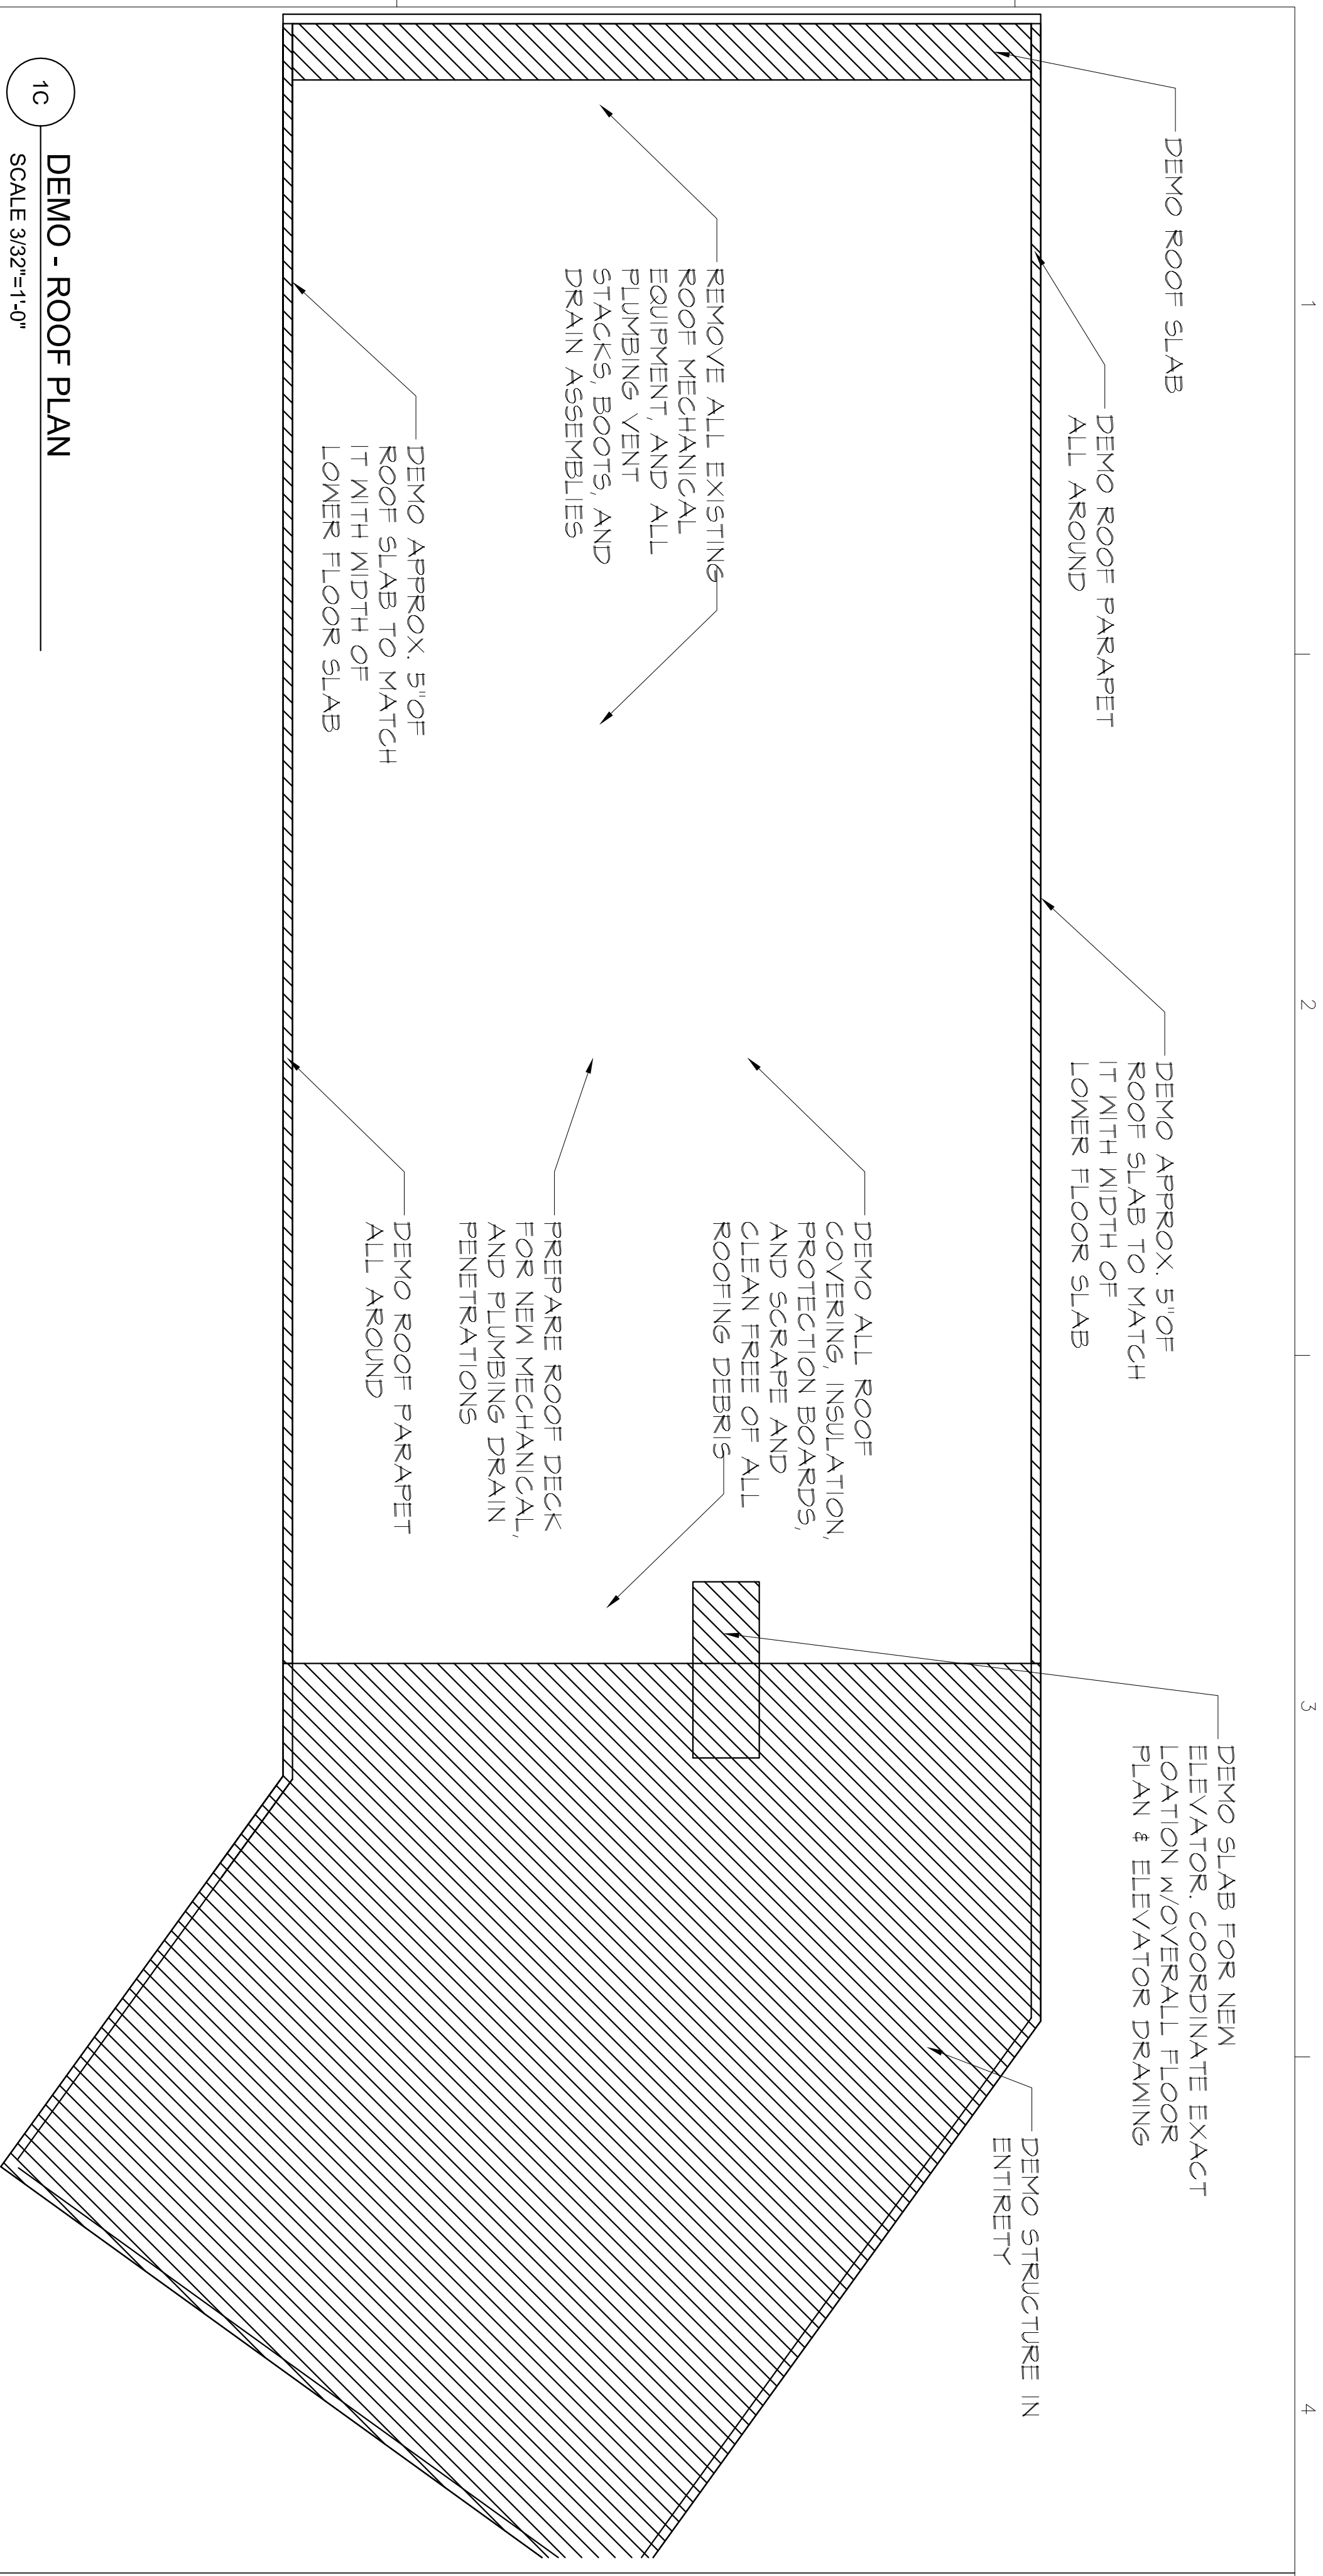 1
2
3
4
DEMO ROOF SLAB
DEMO ROOF PARAPET
ALL AROUND
DEMO APPROX. 5"OF
ROOF SLAB TO MATCH
IT WITH WIDTH OF
LOWER FLOOR SLAB
DEMO SLAB FOR NEW
ELEVATOR. COORDINATE EXACT
LOATION W/OVERALL FLOOR
PLAN & ELEVATOR DRAWING
DEMO STRUCTURE IN
ENTIRETY
REMOVE ALL EXISTING
ROOF MECHANICAL
EQUIPMENT, AND ALL
PLUMBING VENT
STACKS, BOOTS, AND
DRAIN ASSEMBLIES
DEMO ALL ROOF
COVERING, INSULATION,
PROTECTION BOARDS,
AND SCRAPE AND
CLEAN FREE OF ALL
ROOFING DEBRIS
PREPARE ROOF DECK
FOR NEW MECHANICAL,
AND PLUMBING DRAIN
PENETRATIONS
DEMO APPROX. 5"OF
ROOF SLAB TO MATCH
IT WITH WIDTH OF
LOWER FLOOR SLAB
DEMO ROOF PARAPET
ALL AROUND
1C
DEMO - ROOF PLAN
SCALE 3/32"=1'-0"